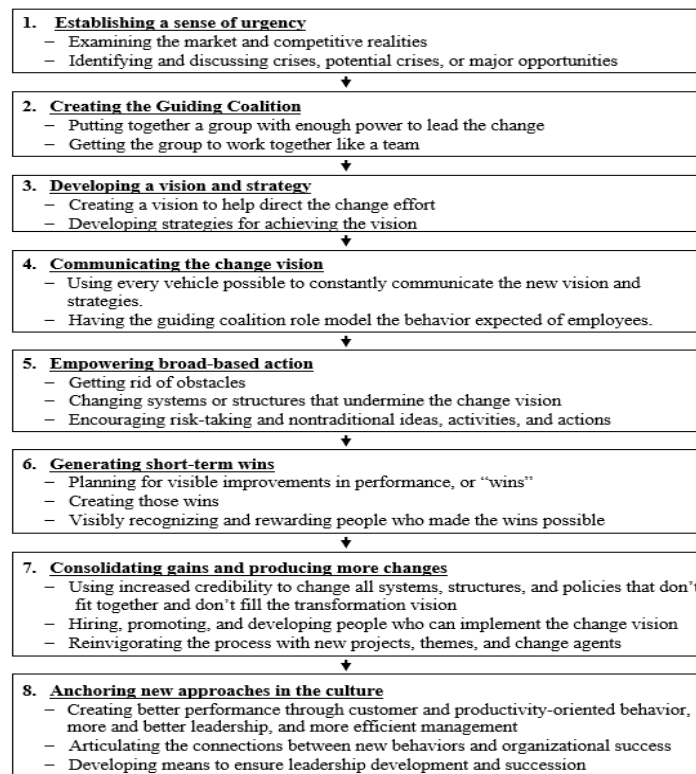 1. Establishing a sense of urgency
– Examining the market and competitive realities
– Identifying and discussing crises, potential crises, or major opportunities
2. Creating the Guiding Coalition
– Putting together a group with enough power to lead the change
– Getting the group to work together like a team
3. Developing a vision and strategy
– Creating a vision to help direct the change effort
– Developing strategies for achieving the vision
4. Communicating the change vision
– Using every vehicle possible to constantly communicate the new vision and
strategies.
– Having the guiding coalition role model the behavior expected of employees.
5. Empowering broad-based action
– Getting rid of obstacles
– Changing systems or structures that undermine the change vision
– Encouraging risk-taking and nontraditional ideas, activities, and actions
6. Generating short-term wins
– Planning for visible improvements in performance, or “wins”
– Creating those wins
– Visibly recognizing and rewarding people who made the wins possible
7. Consolidating gains and producing more changes
– Using increased credibility to change all systems, structures, and policies that don’t
fit together and don’t fill the transformation vision
– Hiring, promoting, and developing people who can implement the change vision
– Reinvigorating the process with new projects, themes, and change agents
8. Anchoring new approaches in the culture
– Creating better performance through customer and productivity-oriented behavior,
more and better leadership, and more efficient management
– Articulating the connections between new behaviors and organizational success
– Developing means to ensure leadership development and succession